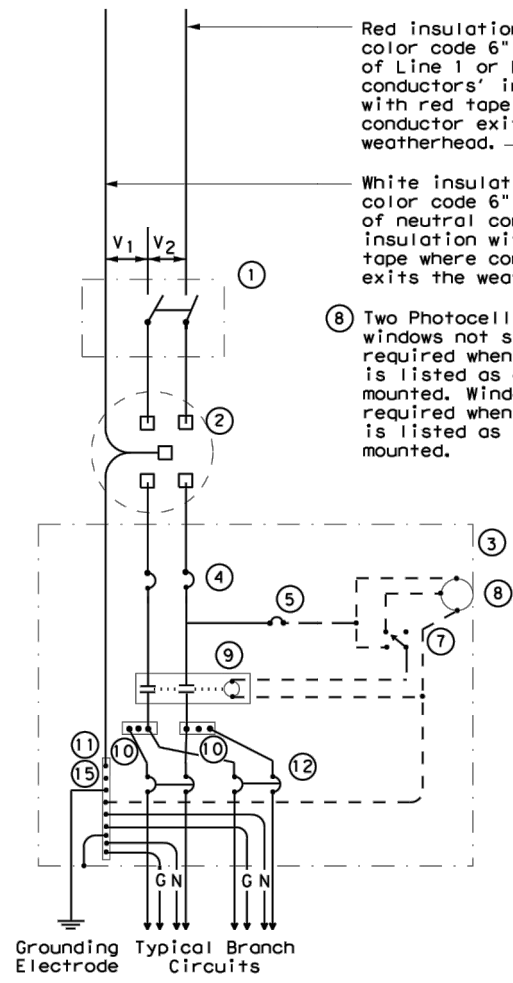 Red insulation
color code 6"
of Line 1 or
conductors' in
with red tape
conductor exi
weatherhead.
White insulat
color code 6"
of neutral con
insulation wi
tape where con
exits the wea
V1 V2
1
8 Two Photocell
windows not s
required when
is listed as
mounted. Wind
required when
is listed as
mounted.
2
3
4
5
8
7
9
11
10
10
12
15
G N
G N
Grounding
Electrode
Typical Branch
Circuits